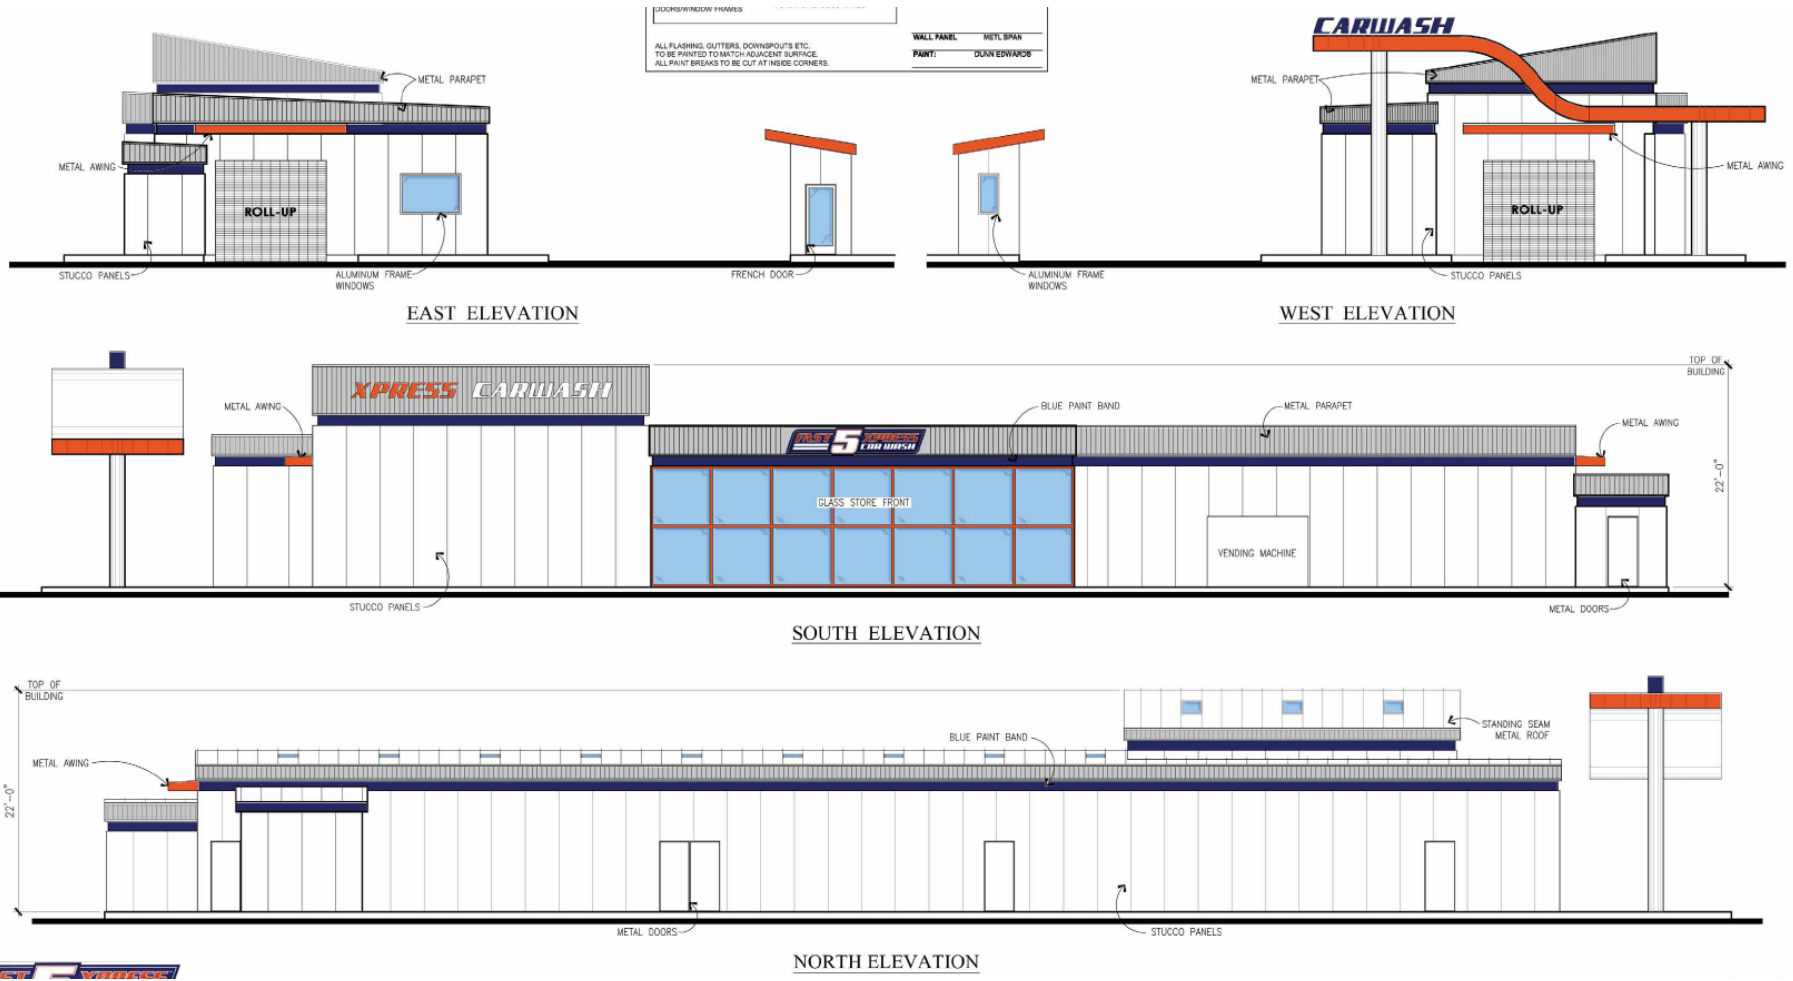 DOORS/WINDOW FRAMES
ALL FLASHING, GUTTERS, DOWNSPOUTS ETC.
TO BE PAINTED TO MATCH ADJACENT SURFACE.
ALL PAINT BREAKS TO BE CUT AT INSIDE CORNERS.
WALL PANEL METL SPAN
PAINT: DUNN EDWARDS
METAL PARAPET
METAL AWING
ROLL-UP
STUCCO PANELS
ALUMINUM FRAME
WINDOWS
FRENCH DOOR
EAST ELEVATION
CARWASH
METAL PARAPET
METAL AWING
ROLL-UP
ALUMINUM FRAME
WINDOWS
STUCCO PANELS
WEST ELEVATION
TOP OF
BUILDING
XPRESS CARWASH
METAL AWING
BLUE PAINT BAND
METAL PARAPET
METAL AWING
FAST 5 XPRESS
CAR WASH
GLASS STORE FRONT
22'-0"
VENDING MACHINE
STUCCO PANELS
METAL DOORS
SOUTH ELEVATION
TOP OF
BUILDING
STANDING SEAM
METAL ROOF
BLUE PAINT BAND
METAL AWING
22'-0"
METAL DOORS
STUCCO PANELS
NORTH ELEVATION
5 XPRESS